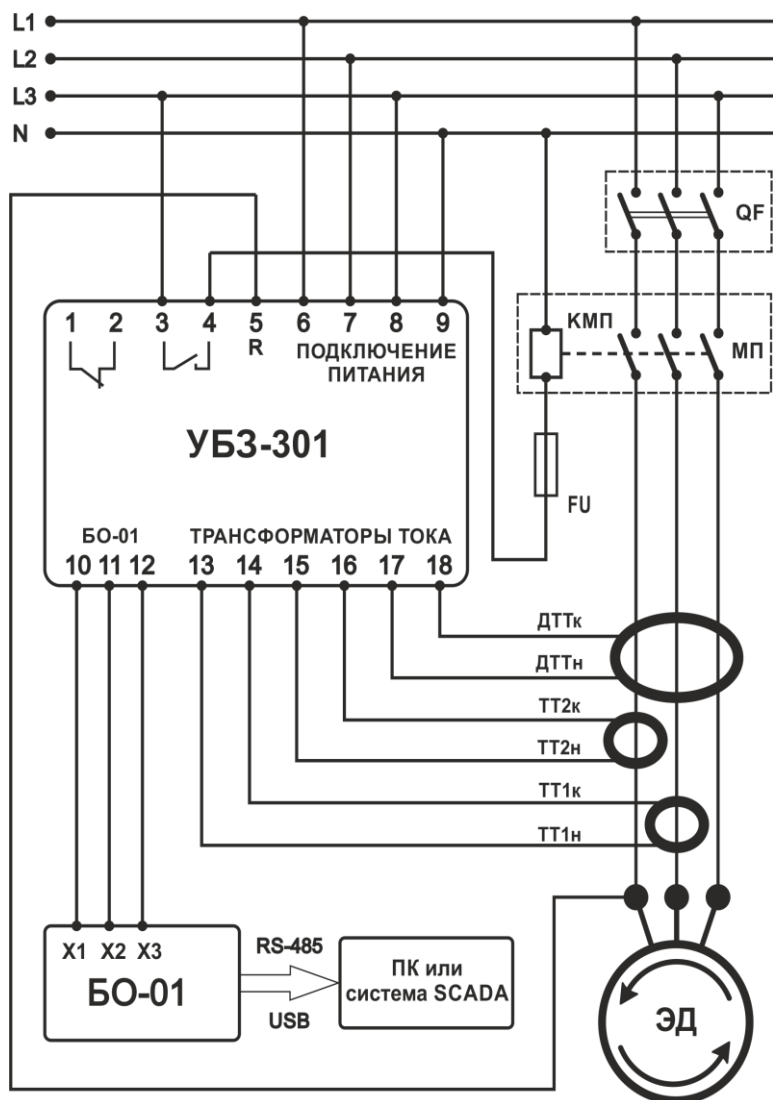 L1
L2
L3
N
QF
КМП
МП
FU
1 2 3 4 5 6 7 8 9
R
ПОДКЛЮЧЕНИЕ
ПИТАНИЯ
УБЗ-301
БО-01
ТРАНСФОРМАТОРЫ ТОКА
10 11 12 13 14 15 16 17 18
ДТТк
ДТТн
ТТ2к
ТТ2н
ТТ1к
ТТ1н
X1 X2 X3
БО-01
RS-485
USB
ПК или
система SCADA
ЭД